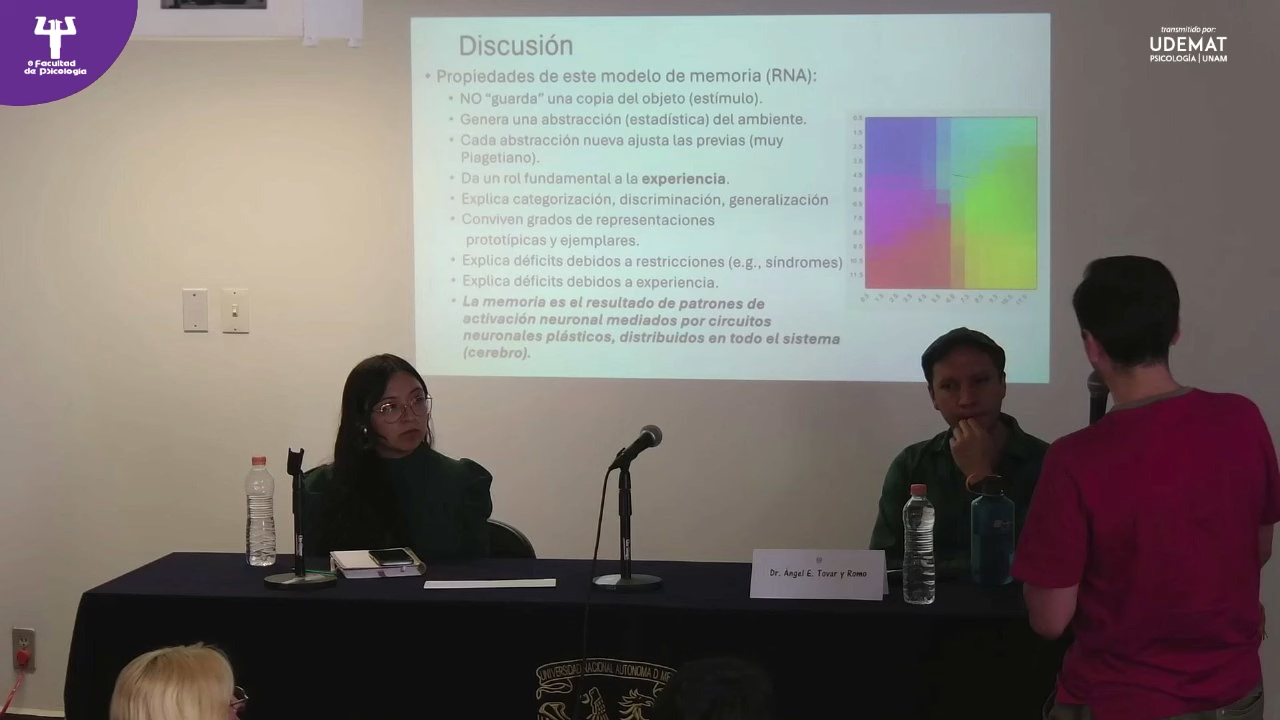 Facultad
de Psicología
transmitido por:
UDEMAT
PSICOLOGÍA | UNAM
Discusión
• Propiedades de este modelo de memoria (RNA):
• NO "guarda" una copia del objeto (estímulo).
• Genera una abstracción (estadística) del ambiente.
• Cada abstracción nueva ajusta las previas (muy
Piagetiano).
• Da un rol fundamental a la experiencia.
• Explica categorización, discriminación, generalización
• Conviven grados de representaciones
prototípicas y ejemplares.
• Explica déficits debidos a restricciones (e.g., síndromes)
• Explica déficits debidos a experiencia.
• La memoria es el resultado de patrones de
activación neuronal mediados por circuitos
neuronales plásticos, distribuidos en todo el sistema
(cerebro).
Dr. Ángel E. Tovar y Romo
UNIVERSIDAD NACIONAL AUTONOMA D